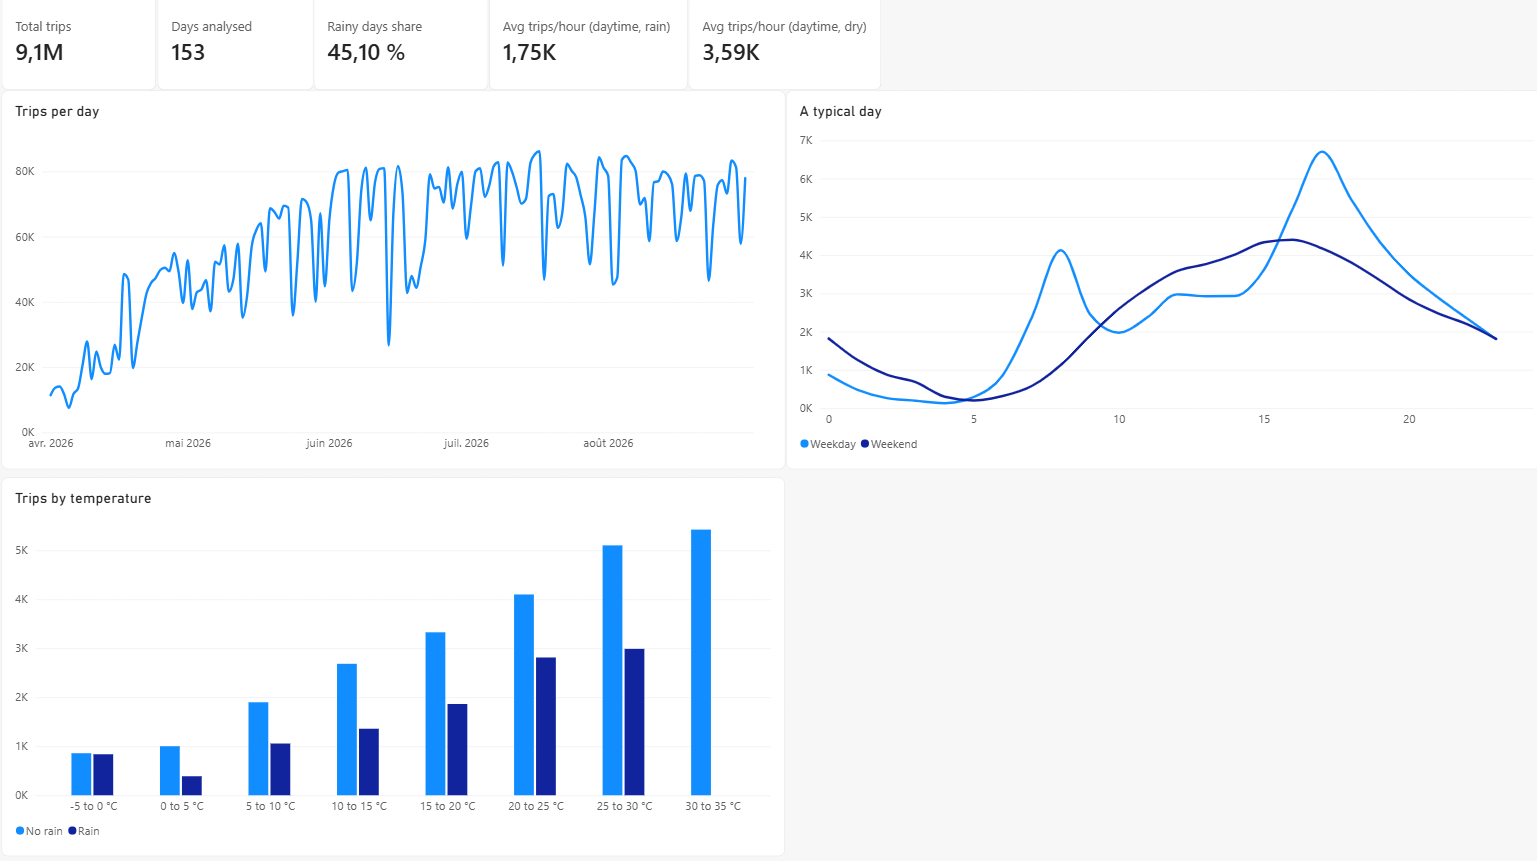 Total trips
9,1M
Days analysed
153
Rainy days share
45,10 %
Avg trips/hour (daytime, rain)
1,75K
Avg trips/hour (daytime, dry)
3,59K
Trips per day
80K
60K
40K
20K
0K
avr. 2026 mai 2026 juin 2026 juil. 2026 août 2026
A typical day
7K
6K
5K
4K
3K
2K
1K
0K
0 5 10 15 20
Weekday Weekend
Trips by temperature
5K
4K
3K
2K
1K
0K
-5 to 0 °C 0 to 5 °C 5 to 10 °C 10 to 15 °C 15 to 20 °C 20 to 25 °C 25 to 30 °C 30 to 35 °C
No rain Rain